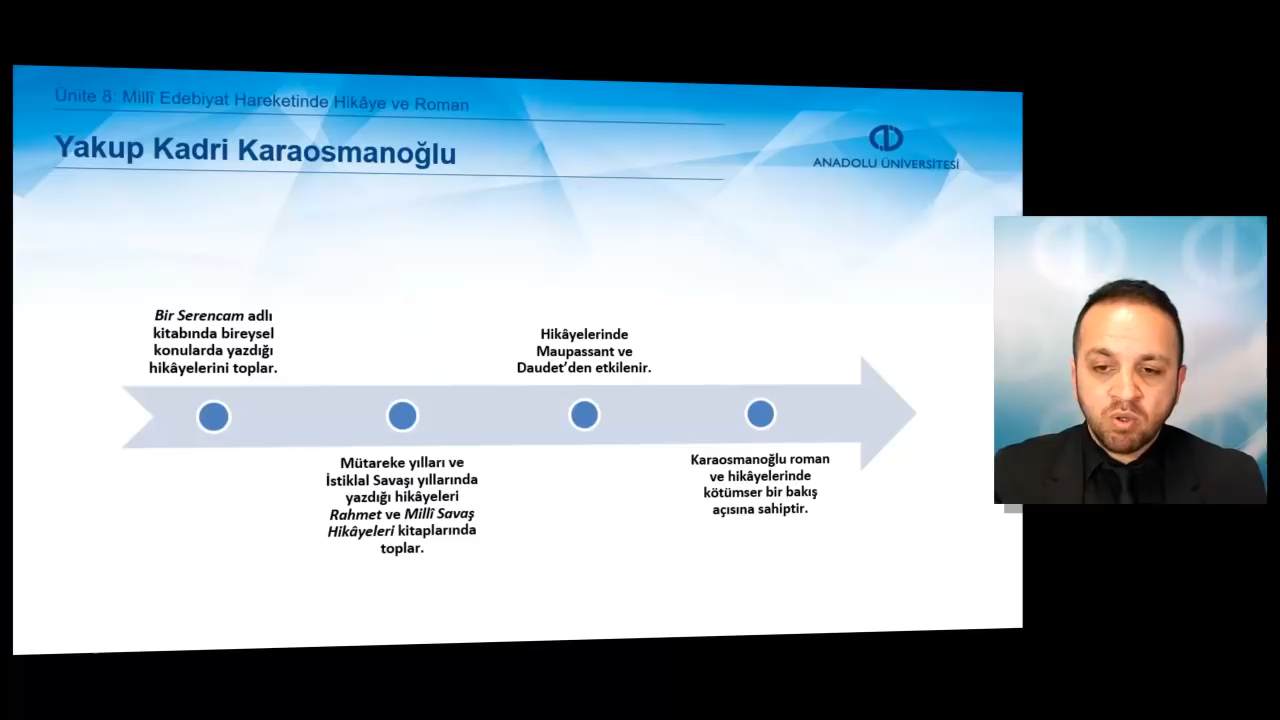 Ünite 8: Millî Edebiyat Hareketinde Hikâye ve Roman
Yakup Kadri Karaosmanoğlu
ANADOLU ÜNİVERSİTESİ
Bir Serencam adlı
kitabında bireysel
konularda yazdığı
hikâyelerini toplar.
Mütareke yılları ve
İstiklal Savaşı yıllarında
yazdığı hikâyeleri
Rahmet ve Millî Savaş
Hikâyeleri kitaplarında
toplar.
Hikâyelerinde
Maupassant ve
Daudet’den etkilenir.
Karaosmanoğlu roman
ve hikâyelerinde
kötümser bir bakış
açısına sahiptir.